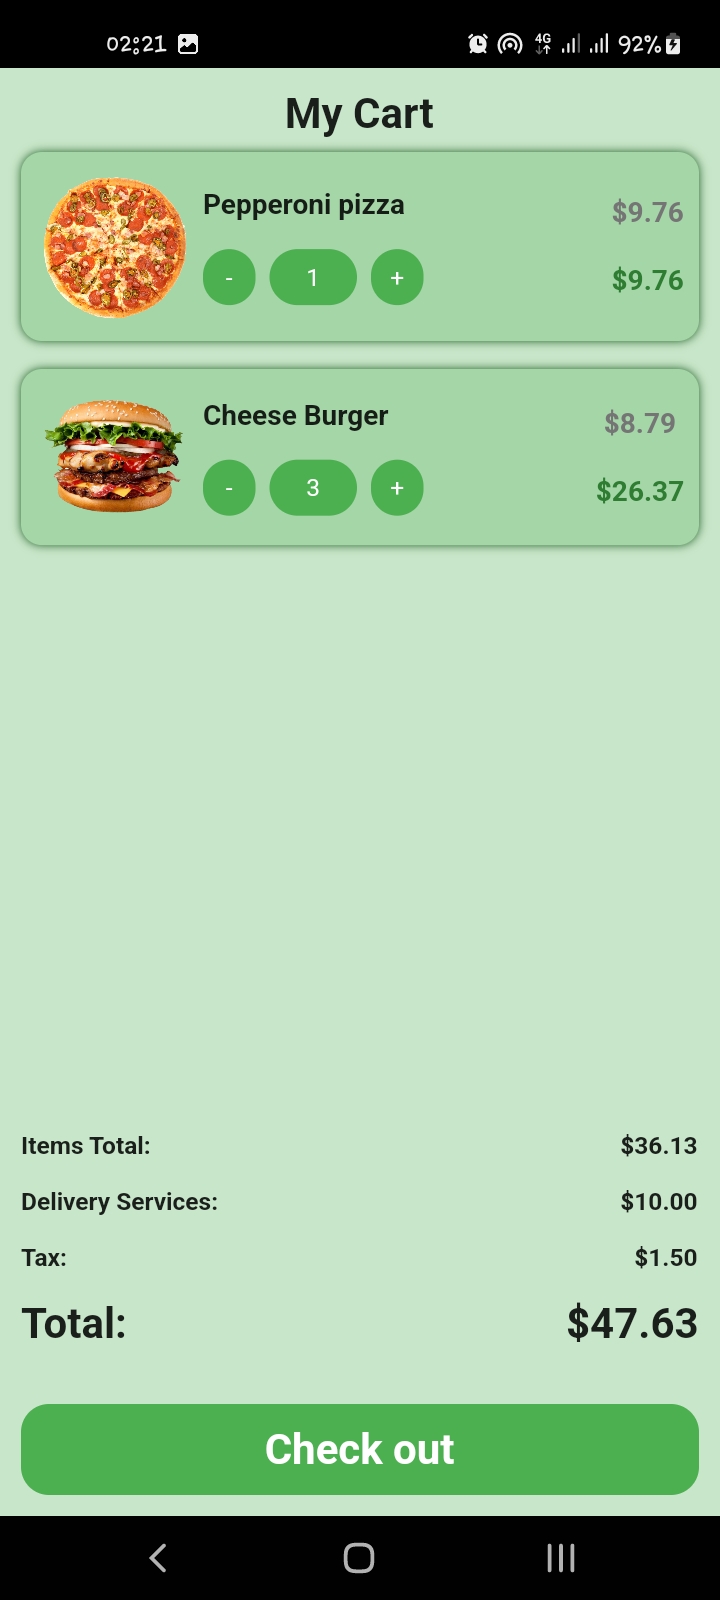 02:21 4G 92%
My Cart
Pepperoni pizza $9.76
- 1 + $9.76
Cheese Burger $8.79
- 3 + $26.37
Items Total: $36.13
Delivery Services: $10.00
Tax: $1.50
Total: $47.63
Check out